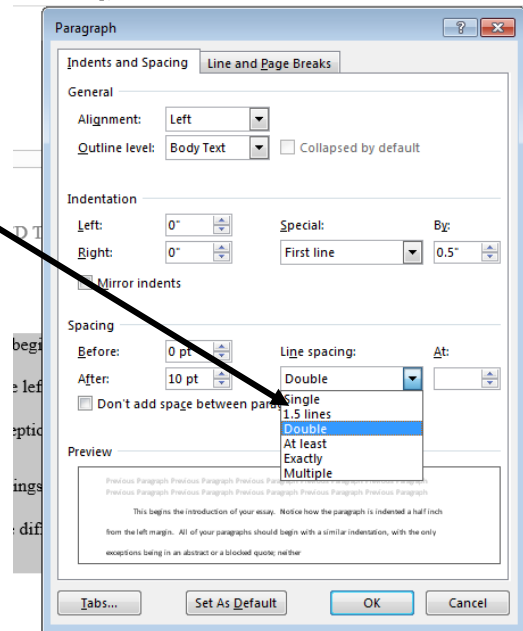 Paragraph
Indents and Spacing Line and Page Breaks
General
Alignment: Left
Outline level: Body Text Collapsed by default
Indentation
Left: 0" Special: By:
Right: 0" First line 0.5"
Mirror indents
Spacing
Before: 0 pt Line spacing: At:
After: 10 pt Double
Don't add space between
Single
1.5 lines
Double
At least
Exactly
Multiple
Preview
Previous Paragraph Previous Paragraph Previous Paragraph Previous Paragraph Previous Paragraph
Previous Paragraph Previous Paragraph Previous Paragraph Previous Paragraph Previous Paragraph
This begins the introduction of your essay. Notice how the paragraph is indented a half inch
from the left margin. All of your paragraphs should begin with a similar indentation, with the only
exceptions being in an abstract or a blocked quote; neither
Tabs... Set As Default OK Cancel